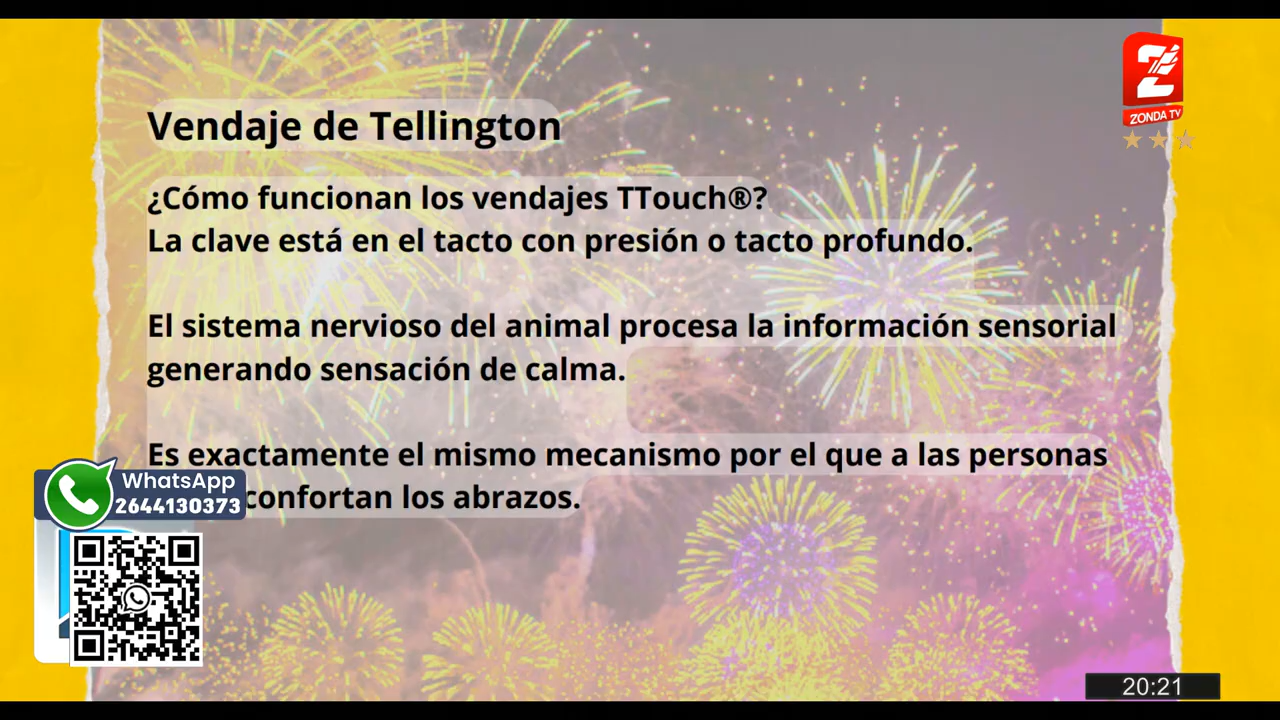 Vendaje de Tellington
¿Cómo funcionan los vendajes TTouch®?
La clave está en el tacto con presión o tacto profundo.
El sistema nervioso del animal procesa la información sensorial
generando sensación de calma.
Es exactamente el mismo mecanismo por el que a las personas
confortan los abrazos.
WhatsApp
2644130373
Z
ZONDA TV
20:21